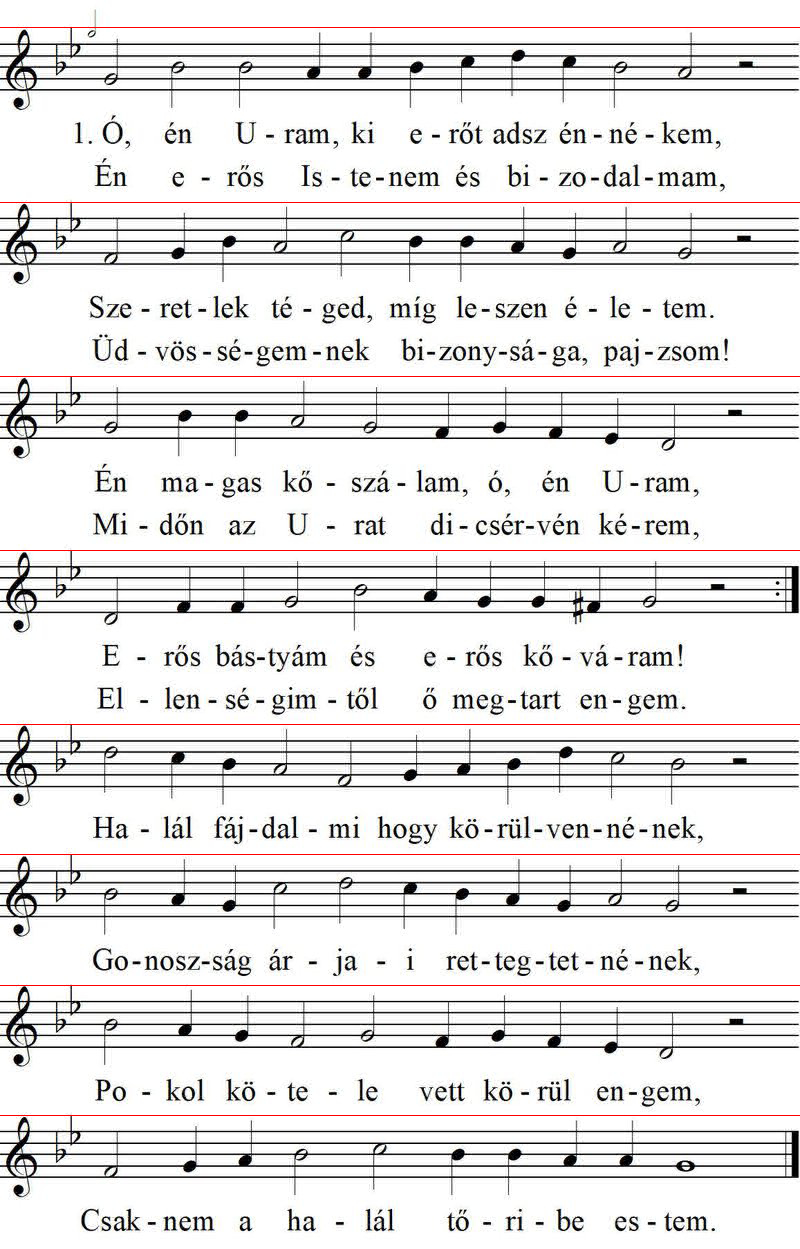 1. Ó, én U - ram, ki e - rőt adsz én - né - kem,
Én e - rős Is - te - nem és bi - zo - dal - mam,
Sze - ret - lek té - ged, míg le - szen é - le - tem.
Üd - vös - sé - gem - nek bi - zony - sá - ga, paj - zsom!
Én ma - gas kő - szá - lam, ó, én U - ram,
Mi - dőn az U - rat di - csér - vén ké - rem,
E - rős bás - tyám és e - rős kő - vá - ram!
El - len - sé - gim - től ő meg - tart en - gem.
Ha - lál fáj - dal - mi hogy kö - rül - ven - né - nek,
Go - nosz - ság ár - ja - i ret - teg - tet - né - nek,
Po - kol kö - te - le vett kö - rül en - gem,
Csak - nem a ha - lál tő - ri - be es - tem.